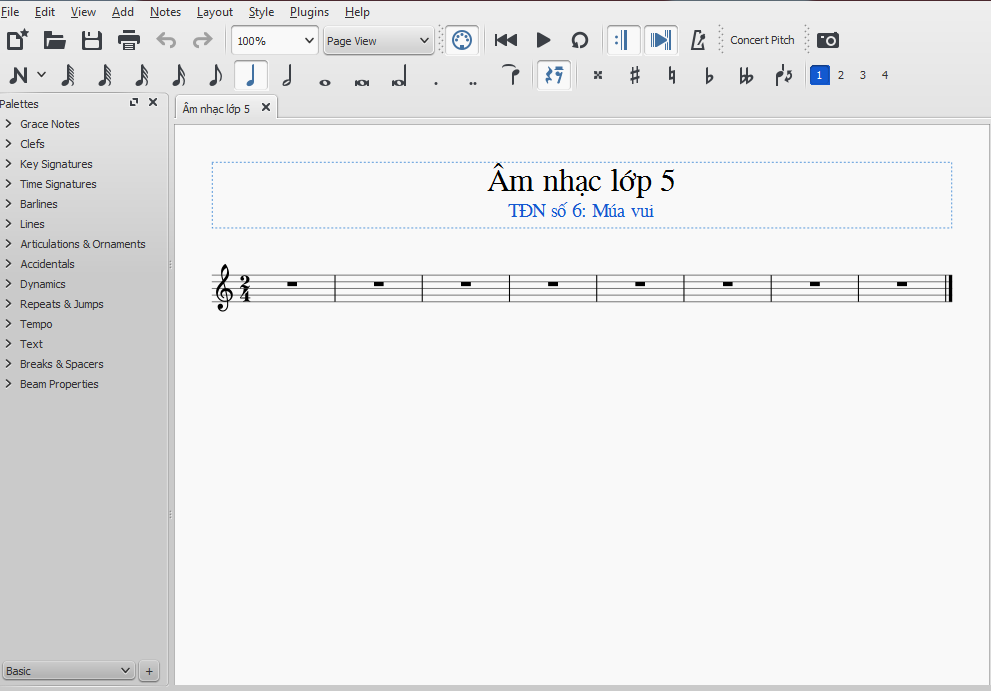 File Edit View Add Notes Layout Style Plugins Help
100% Page View Concert Pitch
1 2 3 4
Palettes
Âm nhạc lớp 5
Grace Notes
Clefs
Key Signatures
Time Signatures
Barlines
Lines
Articulations & Ornaments
Accidentals
Dynamics
Repeats & Jumps
Tempo
Text
Breaks & Spacers
Beam Properties
Basic
Âm nhạc lớp 5
TĐN số 6: Múa vui
2
4